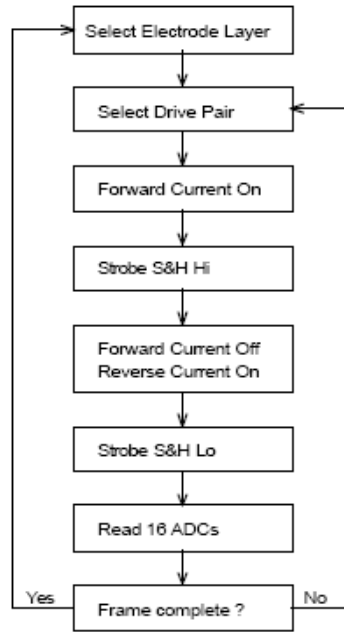 Select Electrode Layer
Select Drive Pair
Forward Current On
Strobe S&H Hi
Forward Current Off
Reverse Current On
Strobe S&H Lo
Read 16 ADCs
Yes
Frame complete ?
No